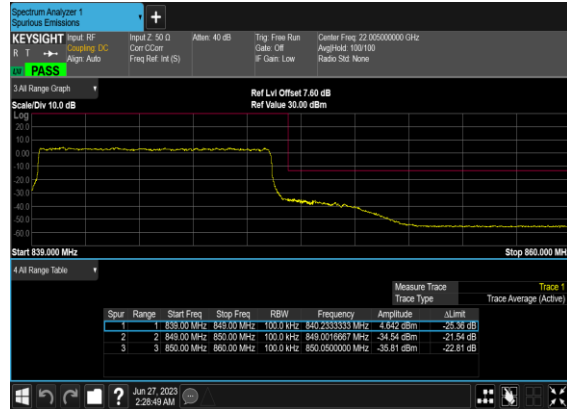 Spectrum Analyzer 1
Spurious Emissions
+
KEYSIGHT Input: RF Input Z: 50 Ω Atten: 40 dB Trig: Free Run Center Freq: 22.005000000 GHz
R T Coupling: DC Corr CCorr Gate: Off Avg|Hold: 100/100
Align: Auto Freq Ref: Int (S) IF Gain: Low Radio Std: None
PASS
3 All Range Graph
Ref Lvl Offset 7.60 dB
Scale/Div 10.0 dB Ref Value 30.00 dBm
Log
20.0
10.0
0.00
-10.0
-20.0
-30.0
-40.0
-50.0
-60.0
Start 839.000 MHz Stop 860.000 MH
4 All Range Table
Measure Trace Trace 1
Trace Type Trace Average (Active)
Spur Range Start Freq Stop Freq RBW Frequency Amplitude ΔLimit
1 1 839.00 MHz 849.00 MHz 100.0 kHz 840.2333333 MHz 4.642 dBm -25.36 dB
2 2 849.00 MHz 850.00 MHz 100.0 kHz 849.0016667 MHz -34.54 dBm -21.54 dB
3 3 850.00 MHz 860.00 MHz 100.0 kHz 850.0500000 MHz -35.81 dBm -22.81 dB
? Jun 27, 2023
2:28:49 AM